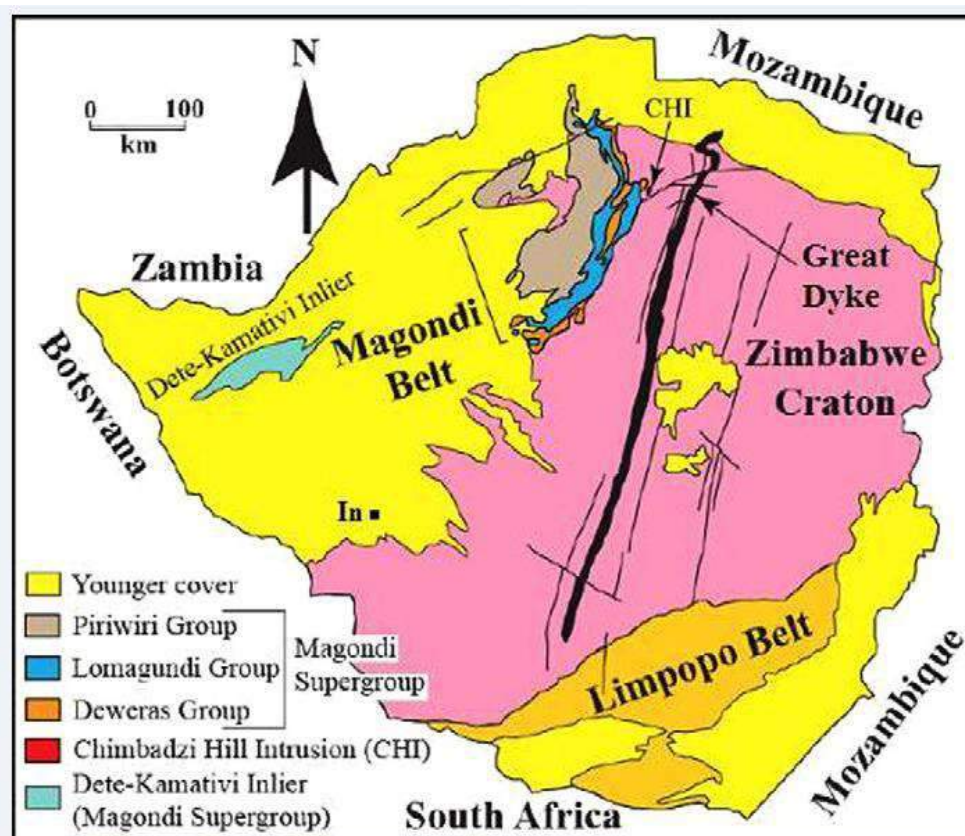 Mozambique
N
CHI
0 100
km
Great
Dyke
Zambia
Dete-Kamativi Inlier
Magondi
Belt
Zimbabwe
Craton
Botswana
In
Younger cover
Piriwiri Group
Lomagundi Group
Deweras Group
Magondi
Supergroup
Chimbadzi Hill Intrusion (CHI)
Dete-Kamativi Inlier
(Magondi Supergroup)
Limpopo Belt
Mozambique
South Africa